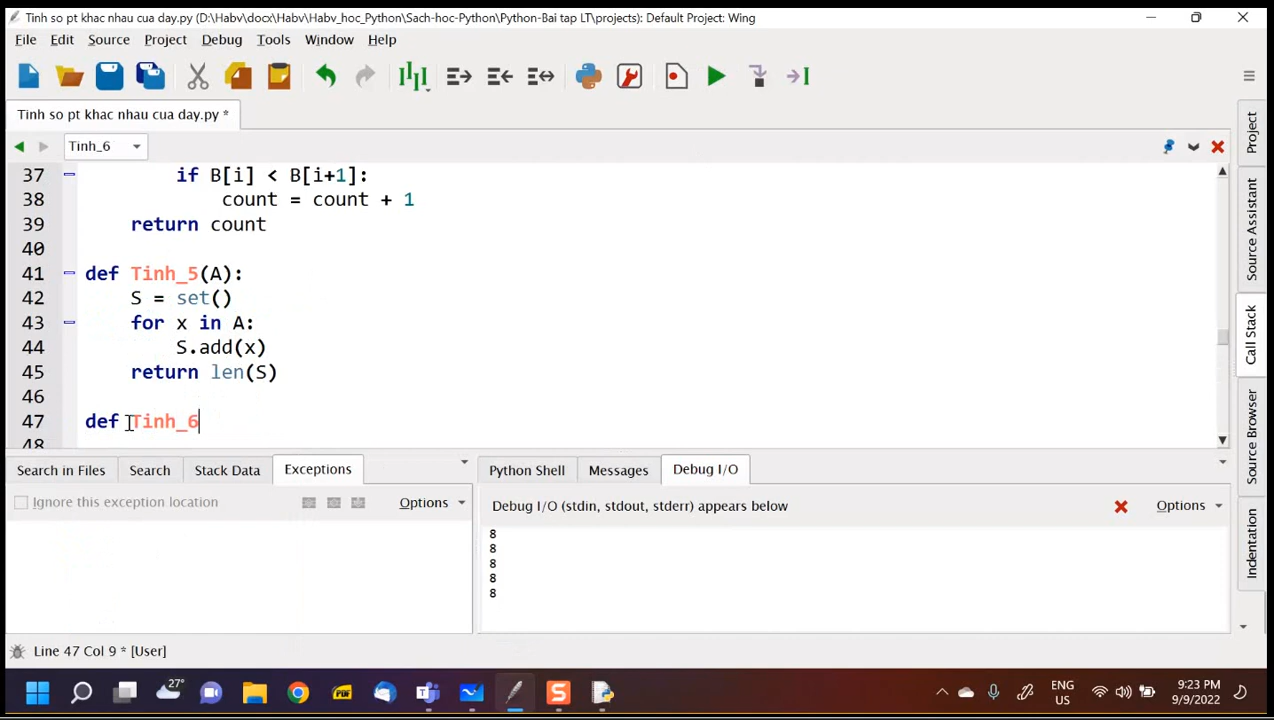 Tinh so pt khac nhau cua day.py (D:\Habv\docx\Habv\Habv_hoc_Python\Sach-hoc-Python\Python-Bai tap LT\projects): Default Project: Wing
File Edit Source Project Debug Tools Window Help
Tinh so pt khac nhau cua day.py *
Tinh_6
37 if B[i] < B[i+1]:
38 count = count + 1
39 return count
40
41 def Tinh_5(A):
42 S = set()
43 for x in A:
44 S.add(x)
45 return len(S)
46
47 def Tinh_6
48
Project
Source Assistant
Call Stack
Source Browser
Indentation
Search in Files Search Stack Data Exceptions
Ignore this exception location Options
Python Shell Messages Debug I/O
Debug I/O (stdin, stdout, stderr) appears below Options
8
8
8
8
8
Line 47 Col 9 * [User]
27°
PDF
S
ENG
US
9:23 PM
9/9/2022